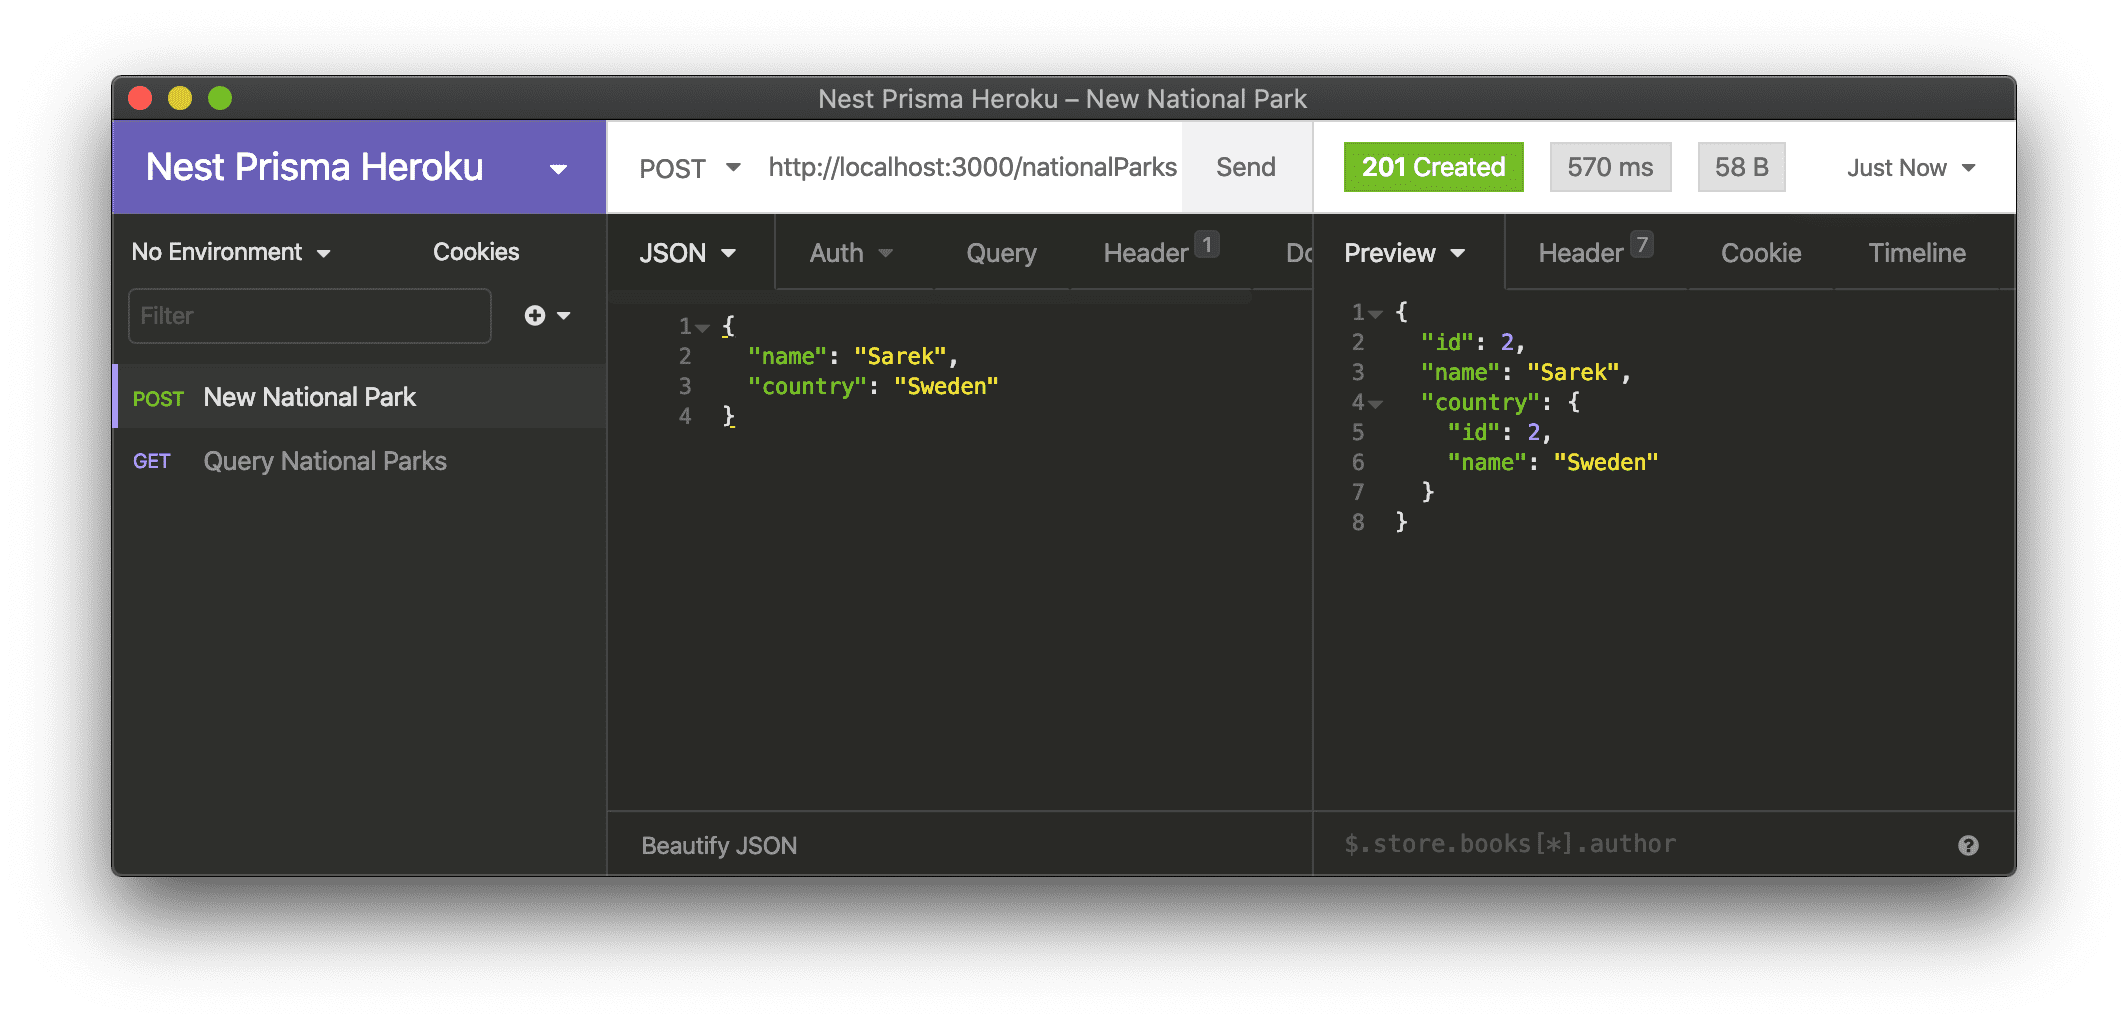 Nest Prisma Heroku – New National Park
Nest Prisma Heroku
POST http://localhost:3000/nationalParks Send
201 Created 570 ms 58 B Just Now
No Environment Cookies
Filter
POST New National Park
GET Query National Parks
JSON Auth Query Header 1 Do
1 {
2 "name": "Sarek",
3 "country": "Sweden"
4 }
Beautify JSON
Preview Header 7 Cookie Timeline
1 {
2 "id": 2,
3 "name": "Sarek",
4 "country": {
5 "id": 2,
6 "name": "Sweden"
7 }
8 }
$.store.books[*].author ?